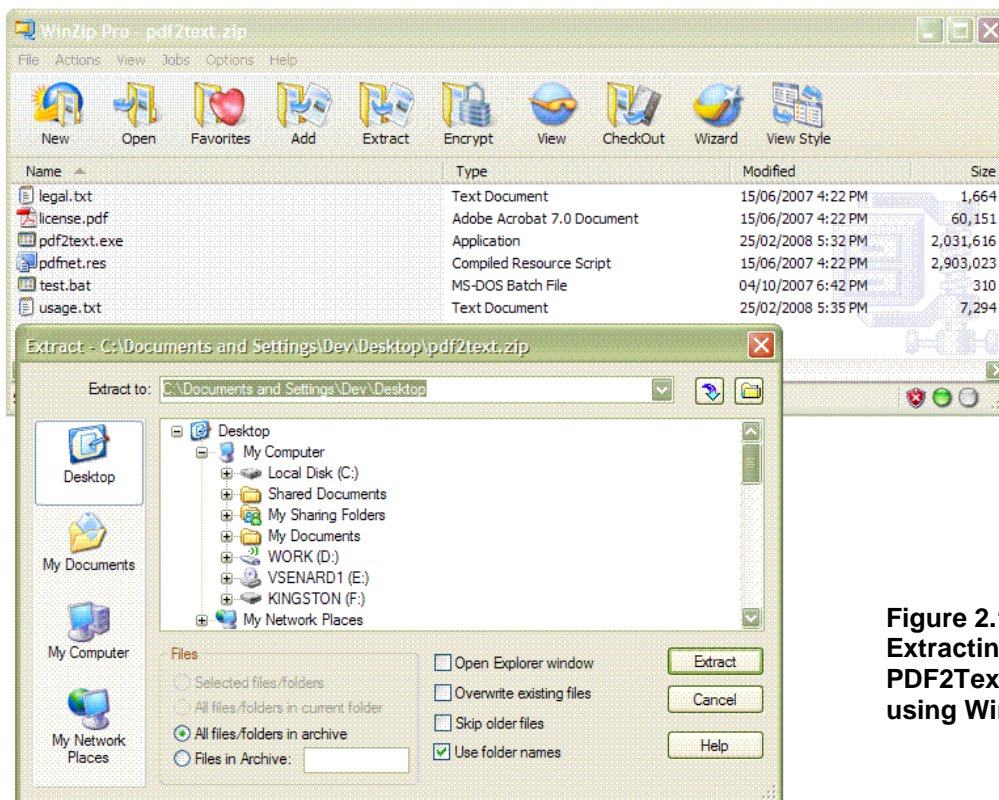 WinZip Pro - pdf2text.zip
File Actions View Jobs Options Help
New Open Favorites Add Extract Encrypt View CheckOut Wizard View Style
Name Type Modified Size
legal.txt Text Document 15/06/2007 4:22 PM 1,664
license.pdf Adobe Acrobat 7.0 Document 15/06/2007 4:22 PM 60,151
pdf2text.exe Application 25/02/2008 5:32 PM 2,031,616
pdfnet.res Compiled Resource Script 15/06/2007 4:22 PM 2,903,023
test.bat MS-DOS Batch File 04/10/2007 6:42 PM 310
usage.txt Text Document 25/02/2008 5:35 PM 7,294
Extract - C:\Documents and Settings\Dev\Desktop\pdf2text.zip
Extract to: C:\Documents and Settings\Dev\Desktop
Desktop
My Documents
My Computer
My Network
Places
Desktop
My Computer
Local Disk (C:)
Shared Documents
My Sharing Folders
My Documents
WORK (D:)
VSENARD1 (E:)
KINGSTON (F:)
My Network Places
Files
Selected files/folders
All files/folders in current folder
All files/folders in archive
Files in Archive:
Open Explorer window
Overwrite existing files
Skip older files
Use folder names
Extract
Cancel
Help
Figure 2.
Extractin
PDF2Tex
using Wi